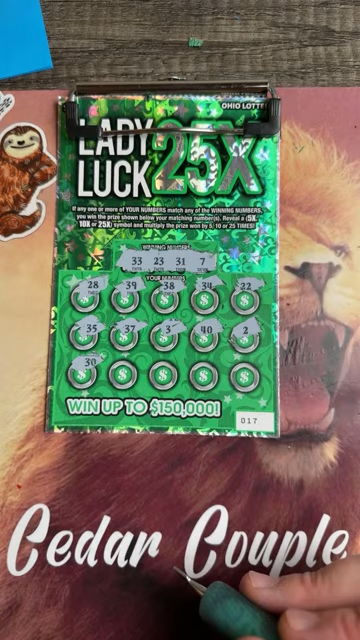 OHIO LOTTE
LADY
LUCK
25X
If any one or more of YOUR NUMBERS match any of the WINNING NUMBERS,
you win the prize shown below your matching number(s). Reveal a (5X,
10X or 25X) symbol and multiply the prize won by 5, 10 or 25 TIMES!
WINNING NUMBERS
33 23 31 7
YOUR NUMBERS
28 39 38 34 22
35 37 3 40 2
30
WIN UP TO $150,000!
017
Cedar Couple